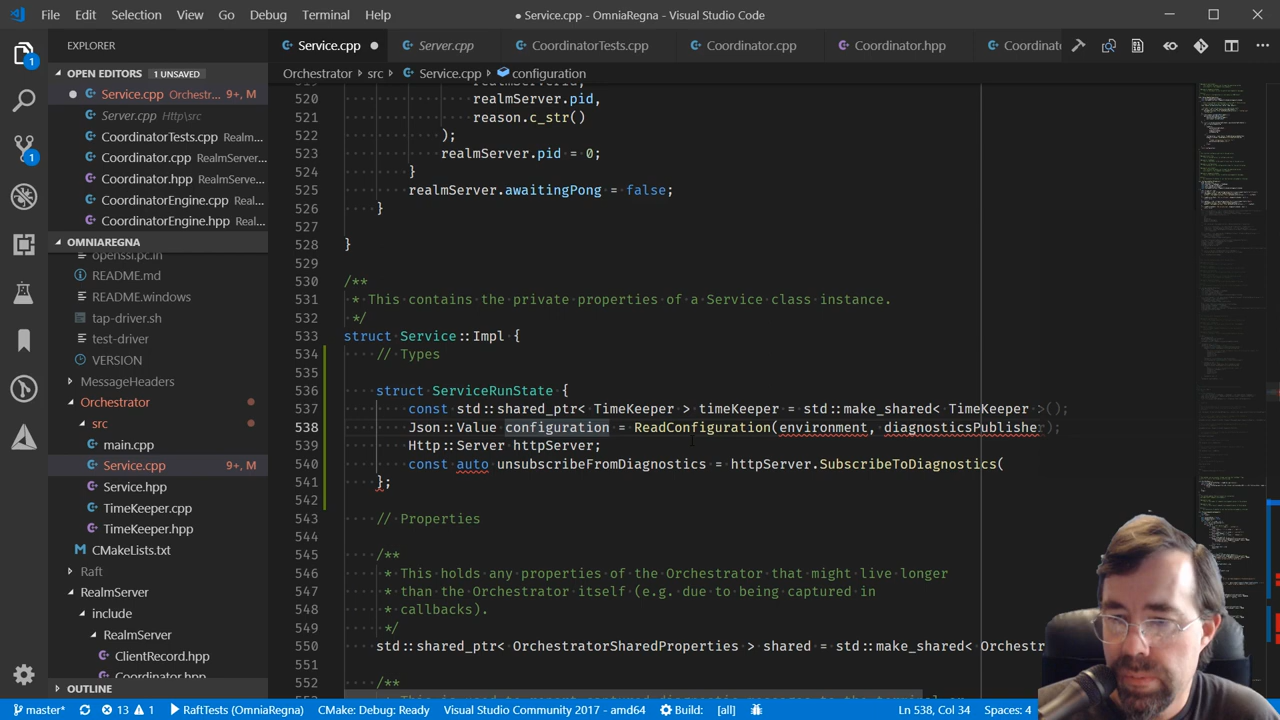 File Edit Selection View Go Debug Terminal Help
● Service.cpp - OmniaRegna - Visual Studio Code
EXPLORER
Service.cpp Server.cpp CoordinatorTests.cpp Coordinator.cpp Coordinator.hpp
Orchestrator › src › Service.cpp › configuration
OPEN EDITORS 1 UNSAVED
Service.cpp Orchestr... 9+, M
Server.cpp Http\src
CoordinatorTests.cpp Realm...
Coordinator.cpp RealmServer...
Coordinator.hpp RealmServe...
CoordinatorEngine.cpp Real...
CoordinatorEngine.hpp Real...
OMNIAREGNA
openssl.pc.in
README.md
README.windows
tap-driver.sh
test-driver
VERSION
MessageHeaders
Orchestrator
src
main.cpp
Service.cpp 9+, M
Service.hpp
TimeKeeper.cpp
TimeKeeper.hpp
CMakeLists.txt
Raft
RealmServer
include
RealmServer
ClientRecord.hpp
OUTLINE
520 realmServer.pid,
521 reason.c_str()
522 );
523 realmServer.pid = 0;
524 }
525 realmServer.awaitingPong = false;
526 }
527
528 }
529
530 /**
531 * This contains the private properties of a Service class instance.
532 */
533 struct Service::Impl {
534 // Types
535
536 struct ServiceRunState {
537 const std::shared_ptr< TimeKeeper > timeKeeper = std::make_shared< TimeKeeper >();
538 Json::Value configuration = ReadConfiguration(environment, diagnosticsPublisher);
539 Http::Server httpServer;
540 const auto unsubscribeFromDiagnostics = httpServer.SubscribeToDiagnostics(
541 };
542
543 // Properties
544
545 /**
546 * This holds any properties of the Orchestrator that might live longer
547 * than the Orchestrator itself (e.g. due to being captured in
548 * callbacks).
549 */
550 std::shared_ptr< OrchestratorSharedProperties > shared = std::make_shared< Orchestr
551
552 /**
master* 13 1 RaftTests (OmniaRegna) CMake: Debug: Ready Visual Studio Community 2017 - amd64 Build: [all] Ln 538, Col 34 Spaces: 4